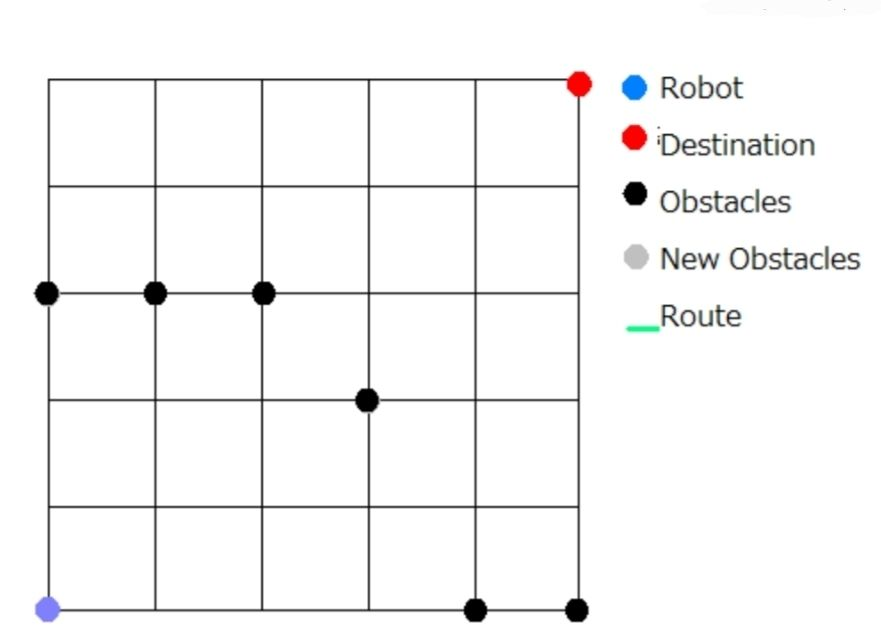 Robot
Destination
Obstacles
New Obstacles
Route